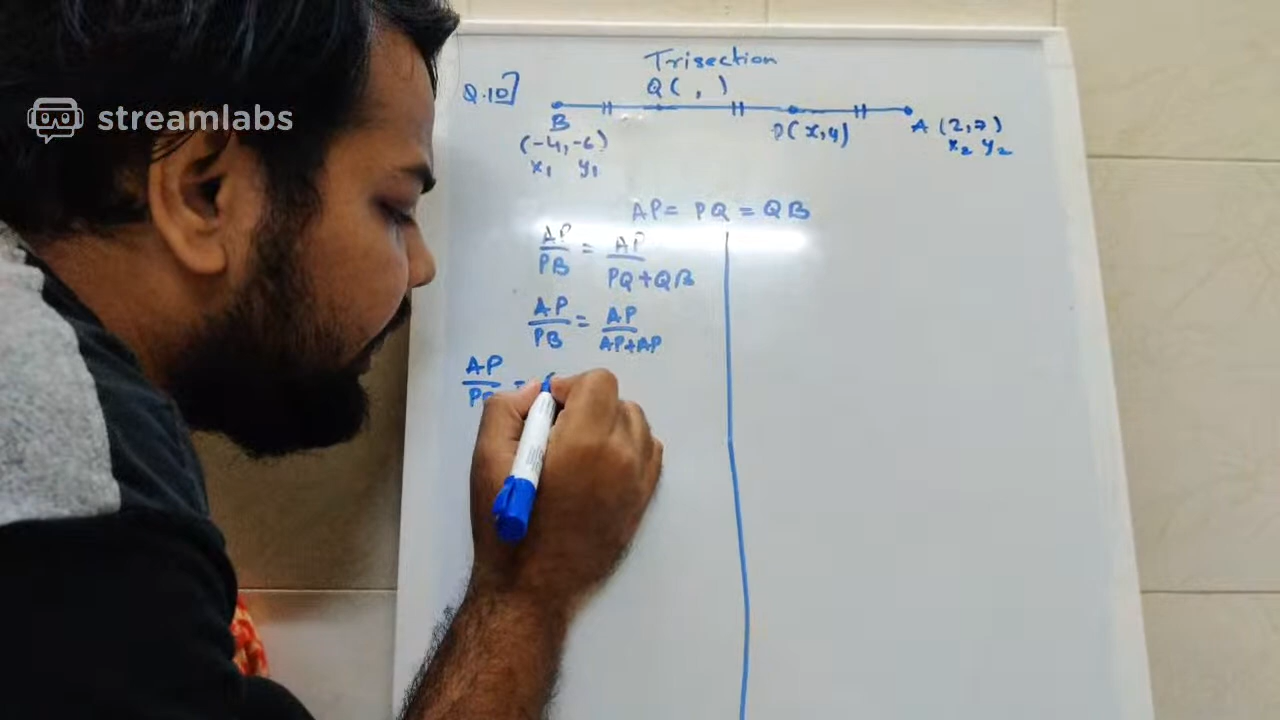 streamlabs
Trisection
Q.10]
Q( , )
B
P(x,y)
A (2,7)
(-4,-6)
x₂ y₂
x₁ y₁
AP = PQ = QB
AP/PB = AP/PQ+QB
AP/PB = AP/AP+AP
AP